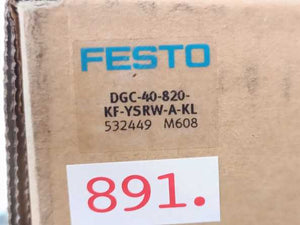 FESTO
DGC-40-820-
KF-YSRW-A-KL
532449 M608
891.